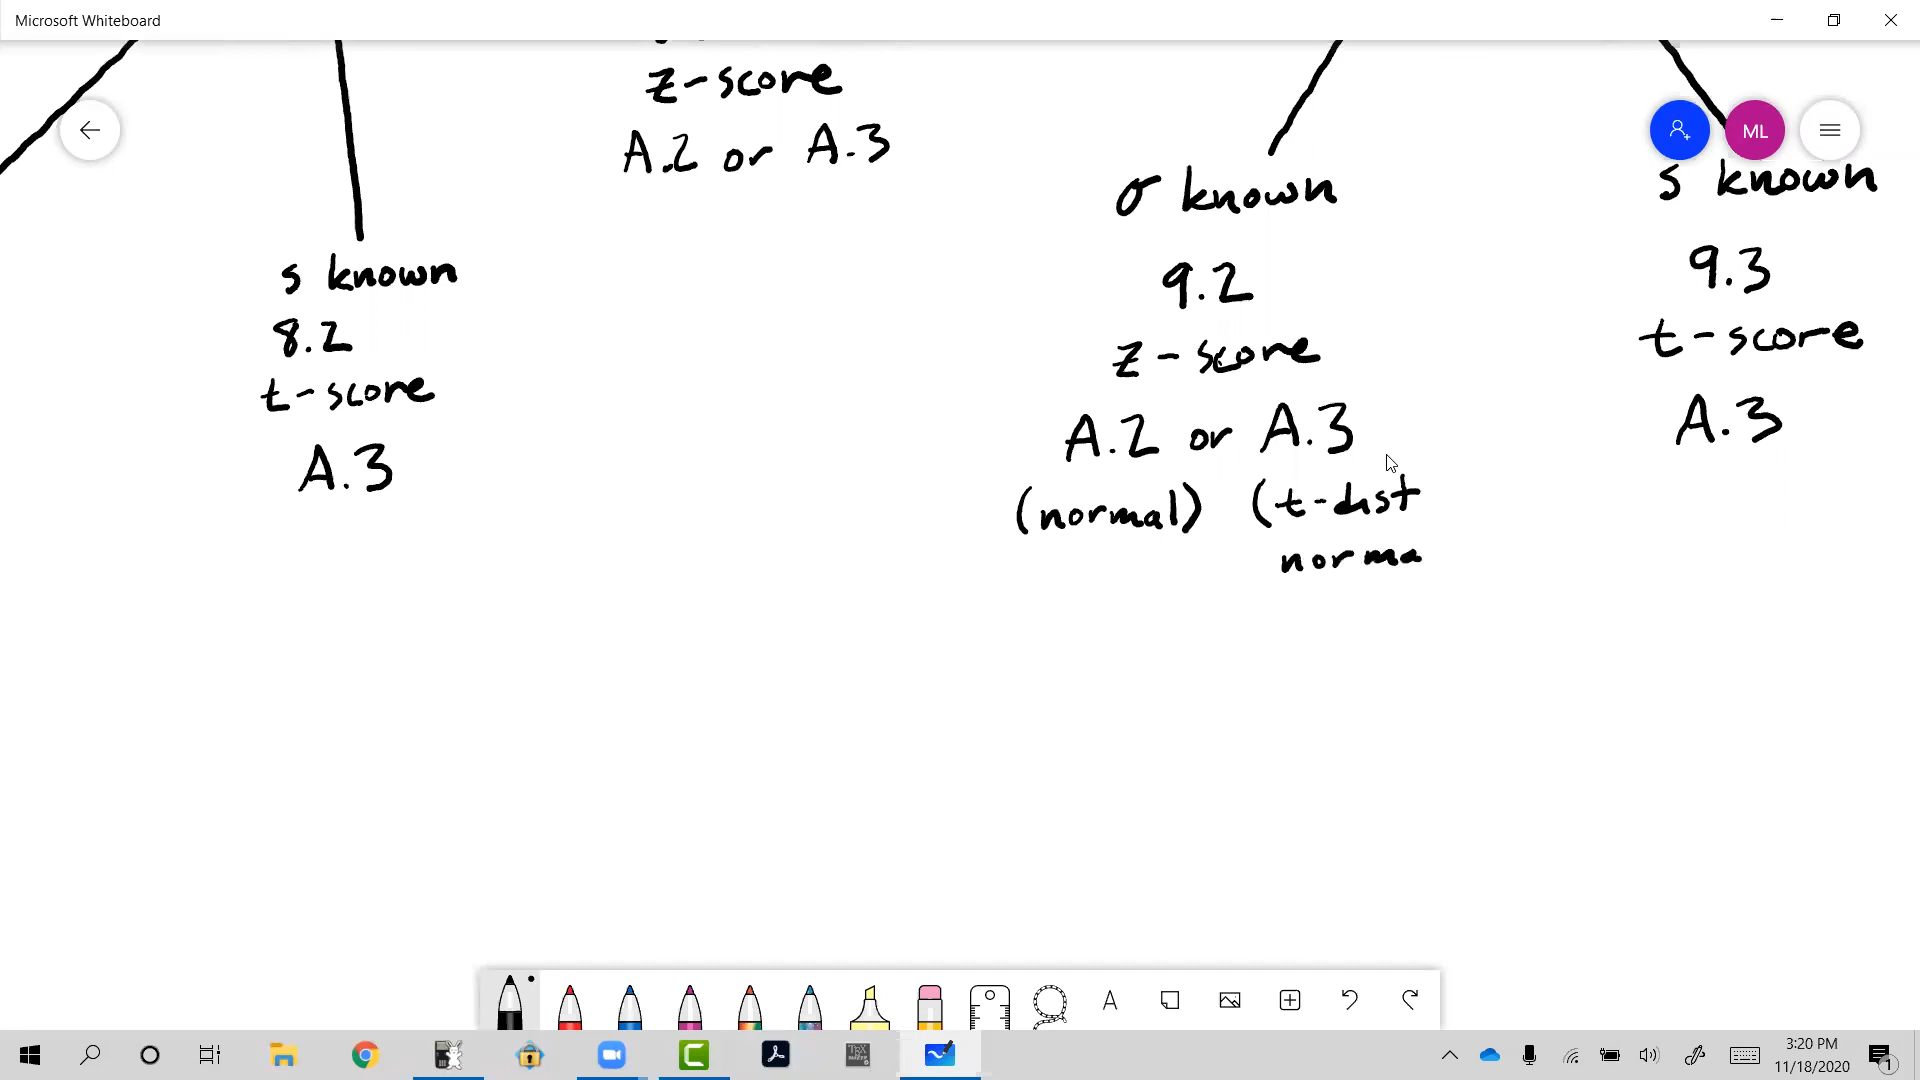 Microsoft Whiteboard
z-score
A.2 or A.3
s known
8.2
t-score
A.3
σ known
9.2
z-score
A.2 or A.3
(normal) (t-dist
norma
ML
s known
9.3
t-score
A.3
A
3:20 PM
11/18/2020
1